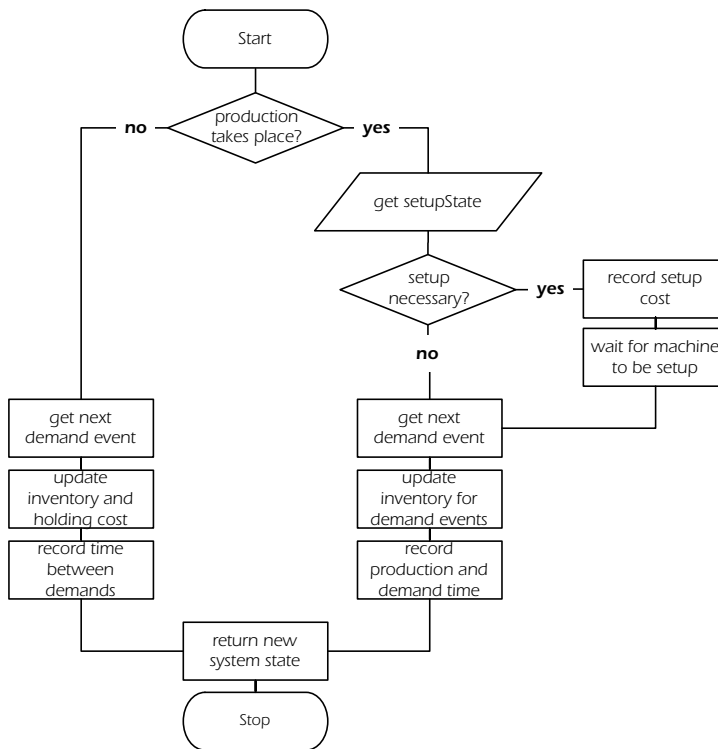 Start
production
takes place?
no
yes
get setupState
setup
necessary?
yes
record setup
cost
no
wait for machine
to be setup
get next
demand event
get next
demand event
update
inventory and
holding cost
update
inventory for
demand events
record time
between
demands
record
production and
demand time
return new
system state
Stop